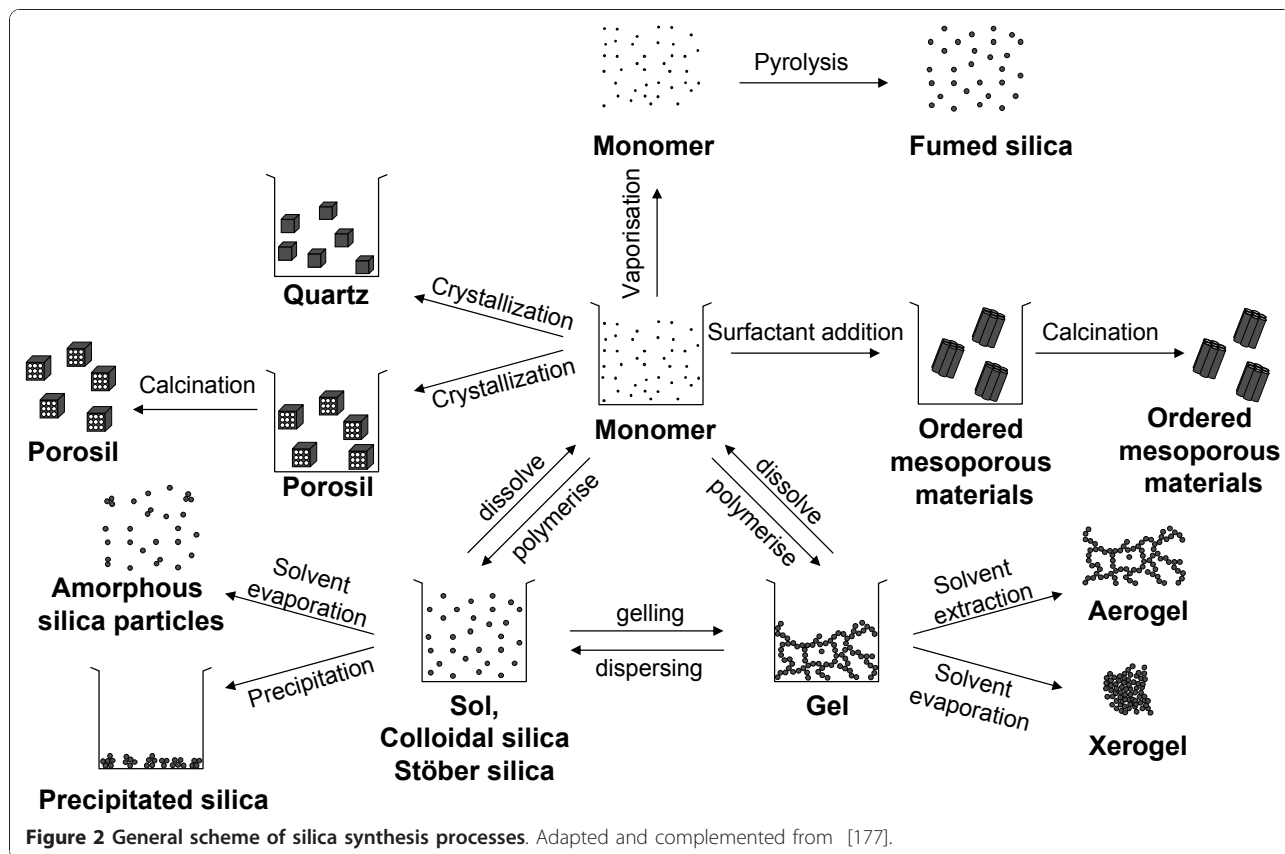 Pyrolysis
Monomer
Fumed silica
Vaporisation
Quartz
Crystallization
Crystallization
Surfactant addition
Calcination
Calcination
Porosil
Porosil
Monomer
Ordered
mesoporous
materials
Ordered
mesoporous
materials
dissolve
polymerise
dissolve
polymerise
Amorphous
silica particles
Solvent
evaporation
Precipitation
gelling
dispersing
Solvent
extraction
Aerogel
Solvent
evaporation
Xerogel
Sol,
Colloidal silica
Stöber silica
Gel
Precipitated silica
Figure 2 General scheme of silica synthesis processes. Adapted and complemented from [177].